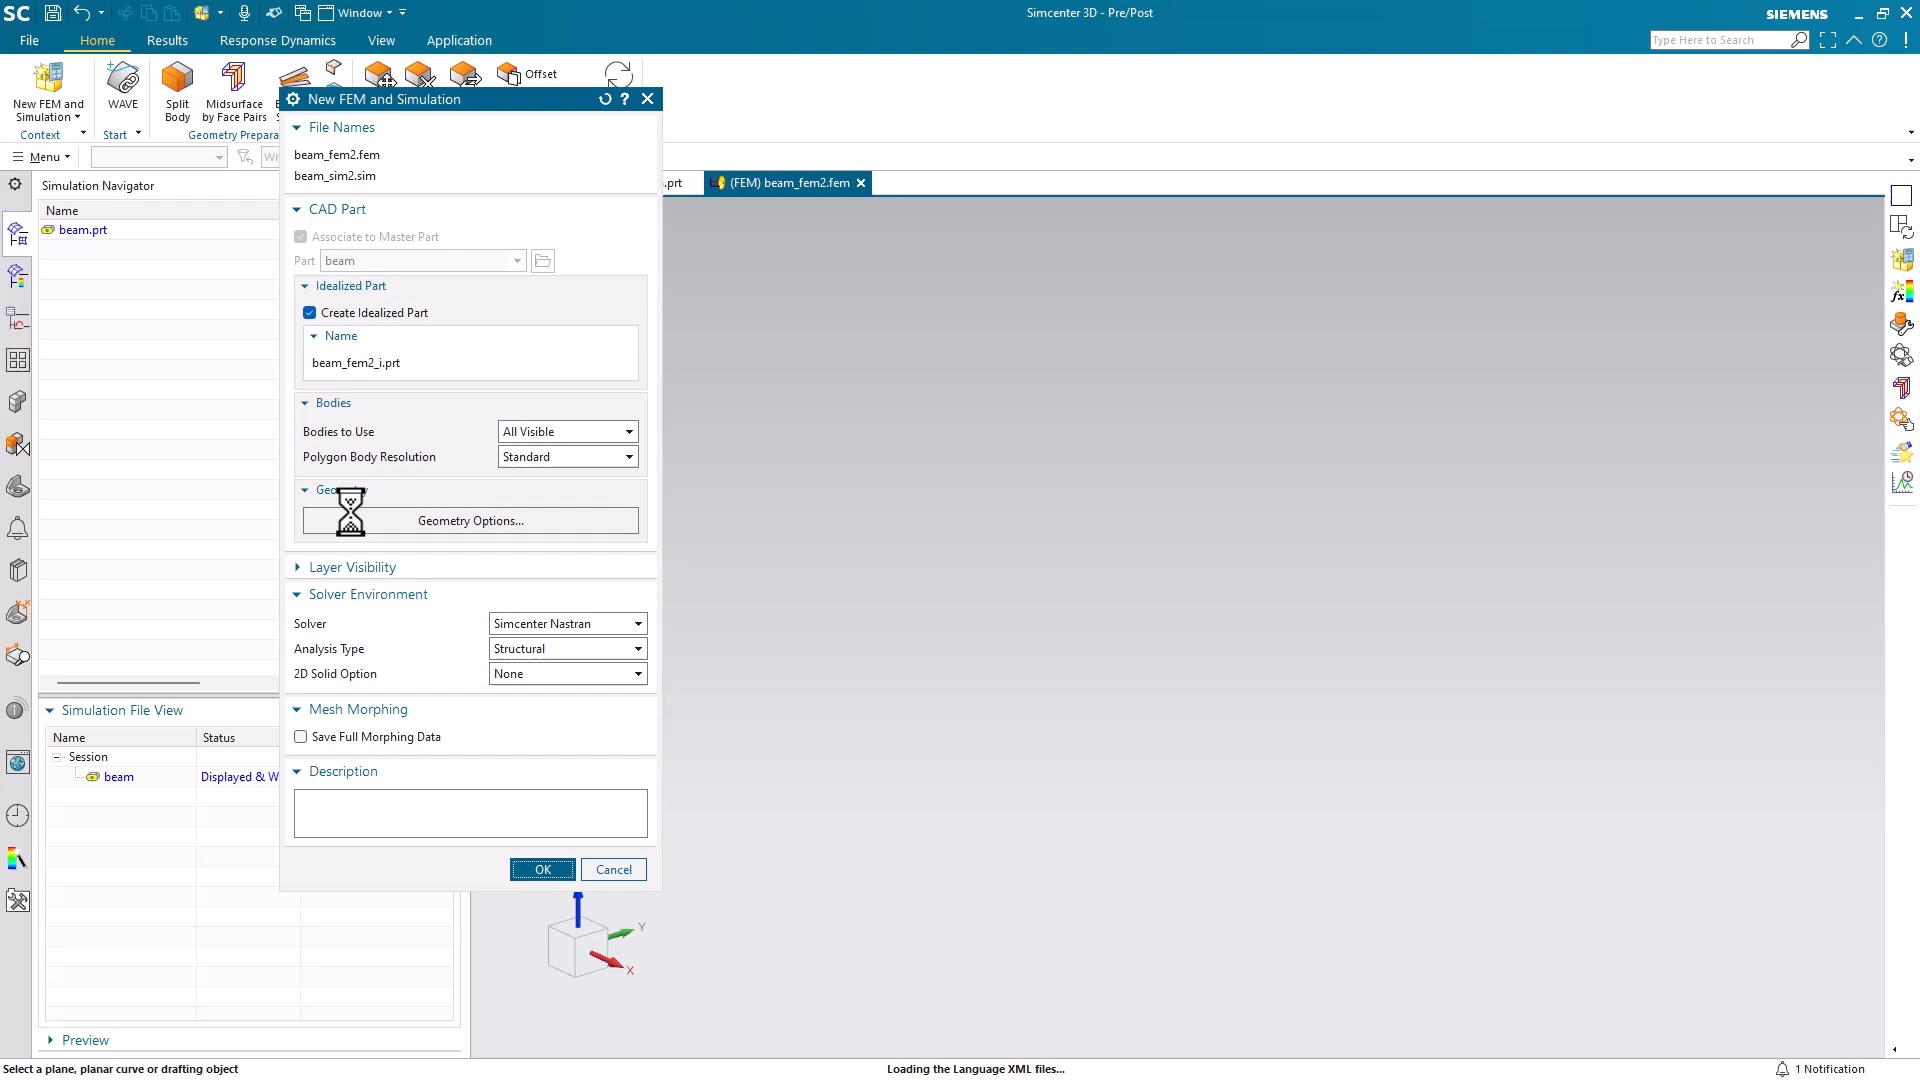 SC
Window
Simcenter 3D - Pre/Post
SIEMENS
File
Home
Results
Response Dynamics
View
Application
Type Here to Search
New FEM and
Simulation
WAVE
Split
Body
Midsurface
by Face Pairs
Offset
Context
Start
Geometry Prepara
Menu
New FEM and Simulation
File Names
beam_fem2.fem
beam_sim2.sim
CAD Part
Associate to Master Part
Part
beam
Idealized Part
Create Idealized Part
Name
beam_fem2_i.prt
Bodies
Bodies to Use
All Visible
Polygon Body Resolution
Standard
Geometry Options...
Layer Visibility
Solver Environment
Solver
Simcenter Nastran
Analysis Type
Structural
2D Solid Option
None
Mesh Morphing
Save Full Morphing Data
Description
OK
Cancel
.prt
(FEM) beam_fem2.fem
Simulation Navigator
Name
beam.prt
Simulation File View
Name
Status
Session
beam
Displayed & W
Preview
Y
X
Select a plane, planar curve or drafting object
Loading the Language XML files...
1 Notification